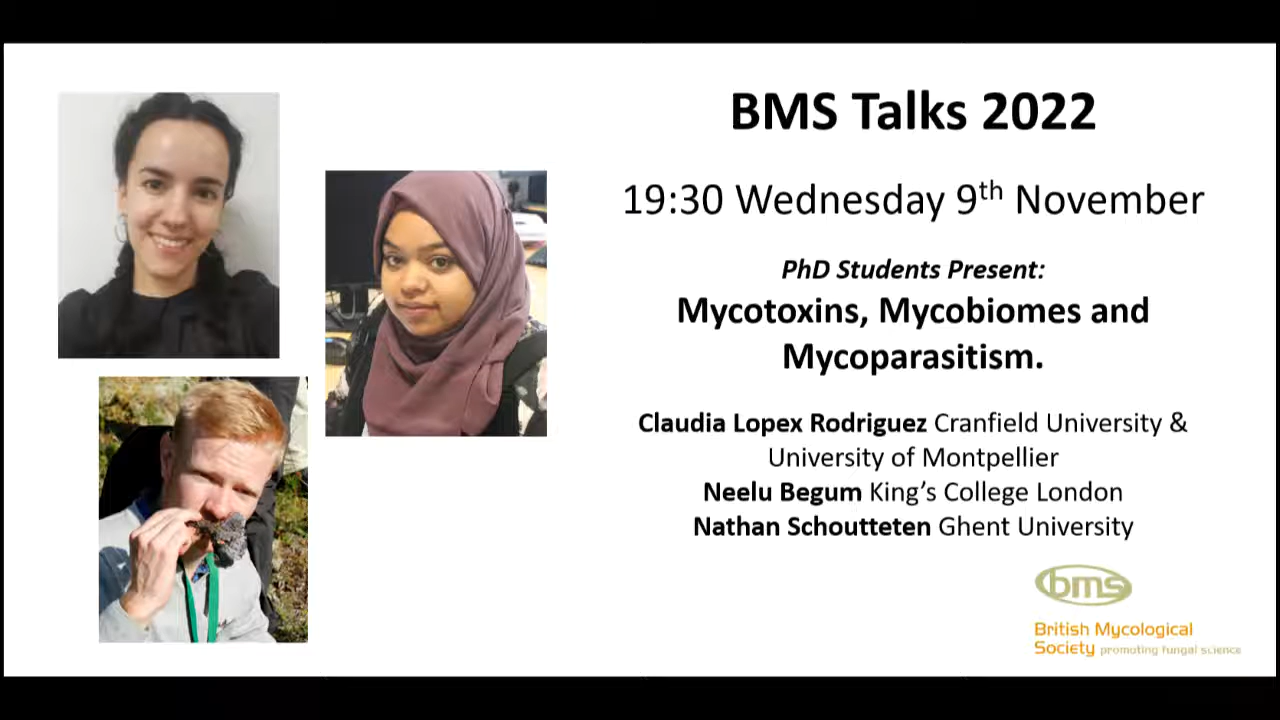 BMS Talks 2022
19:30 Wednesday 9th November
PhD Students Present:
Mycotoxins, Mycobiomes and
Mycoparasitism.
Claudia Lopex Rodriguez Cranfield University &
University of Montpellier
Neelu Begum King's College London
Nathan Schoutteten Ghent University
bms
British Mycological
Society promoting fungal science